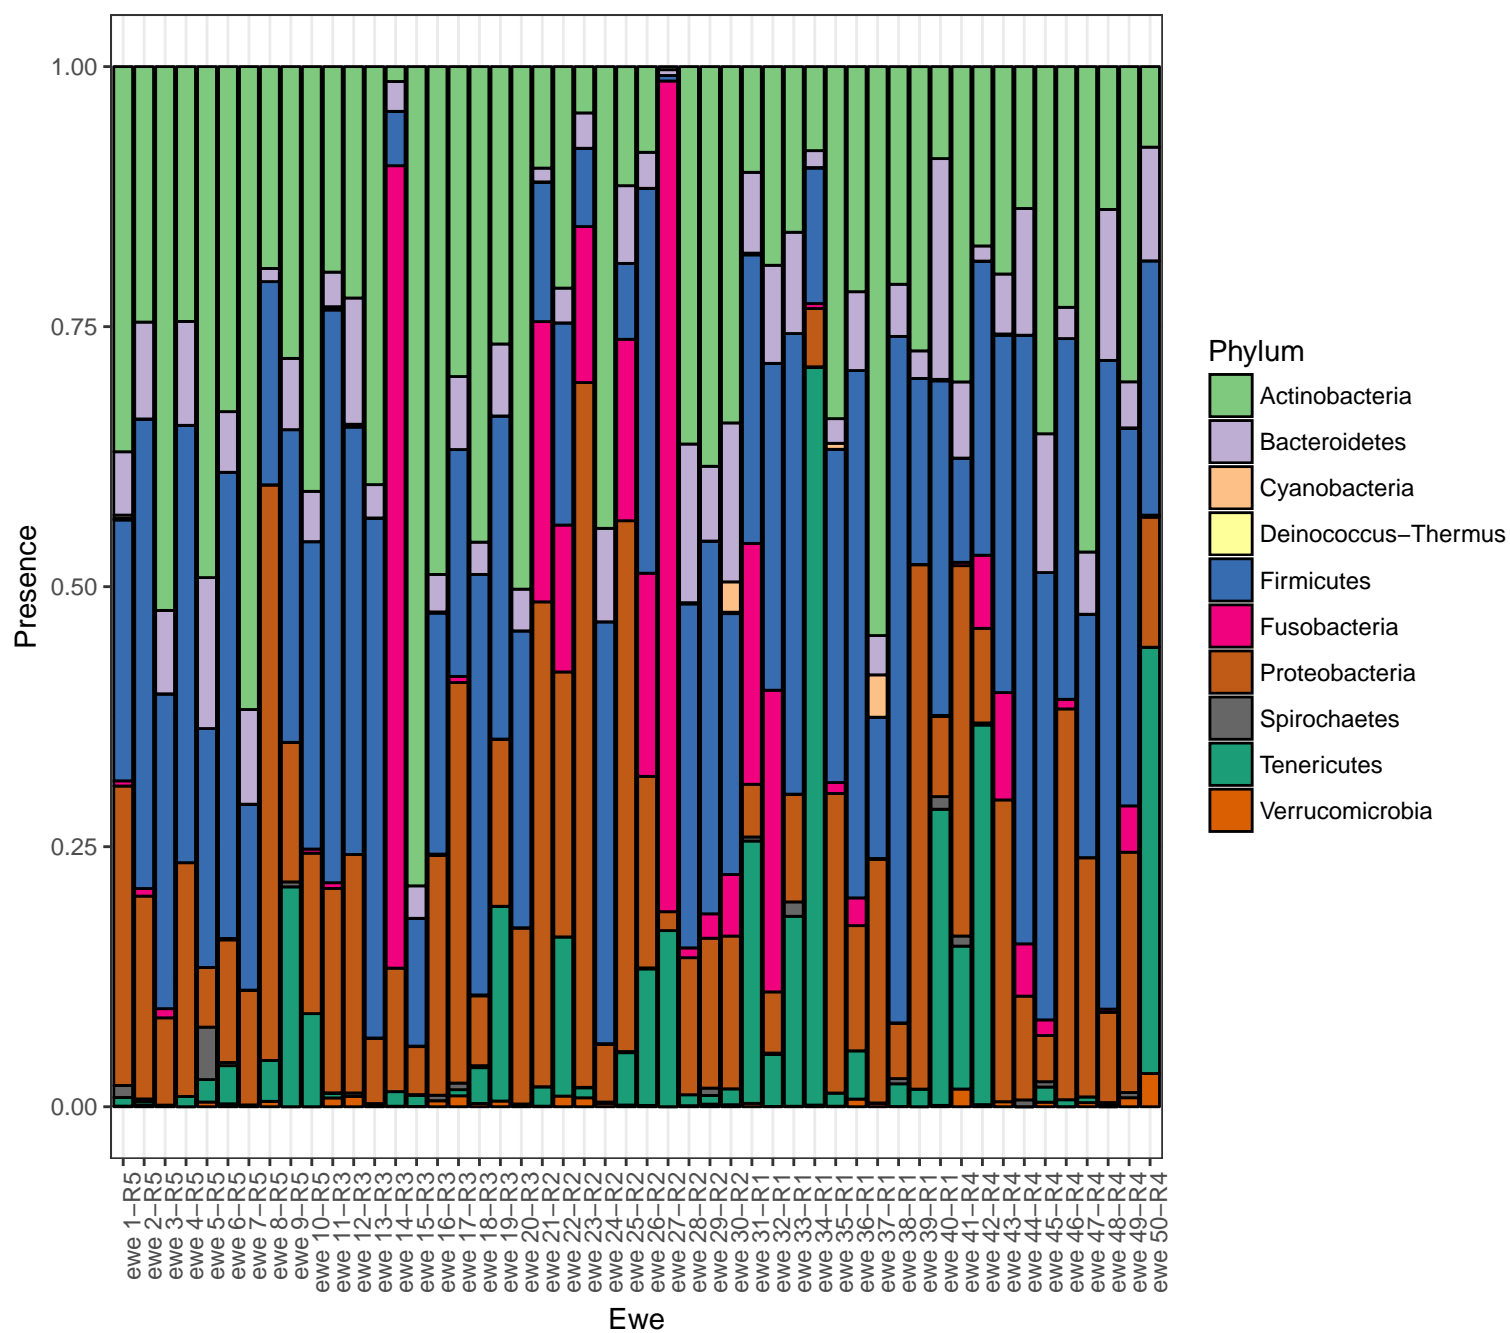 1.00
0.75
0.50
0.25
0.00
Presence
ewe 1−R5
ewe 2−R5
ewe 3−R5
ewe 4−R5
ewe 5−R5
ewe 6−R5
ewe 7−R5
ewe 8−R5
ewe 9−R5
ewe 10−R5
ewe 11−R3
ewe 12−R3
ewe 13−R3
ewe 14−R3
ewe 15−R3
ewe 16−R3
ewe 17−R3
ewe 18−R3
ewe 19−R3
ewe 20−R3
ewe 21−R2
ewe 22−R2
ewe 23−R2
ewe 24−R2
ewe 25−R2
ewe 26−R2
ewe 27−R2
ewe 28−R2
ewe 29−R2
ewe 30−R2
ewe 31−R1
ewe 32−R1
ewe 33−R1
ewe 34−R1
ewe 35−R1
ewe 36−R1
ewe 37−R1
ewe 38−R1
ewe 39−R1
ewe 40−R1
ewe 41−R4
ewe 42−R4
ewe 43−R4
ewe 44−R4
ewe 45−R4
ewe 46−R4
ewe 47−R4
ewe 48−R4
ewe 49−R4
ewe 50−R4
Ewe
Phylum
Actinobacteria
Bacteroidetes
Cyanobacteria
Deinococcus−Thermus
Firmicutes
Fusobacteria
Proteobacteria
Spirochaetes
Tenericutes
Verrucomicrobia